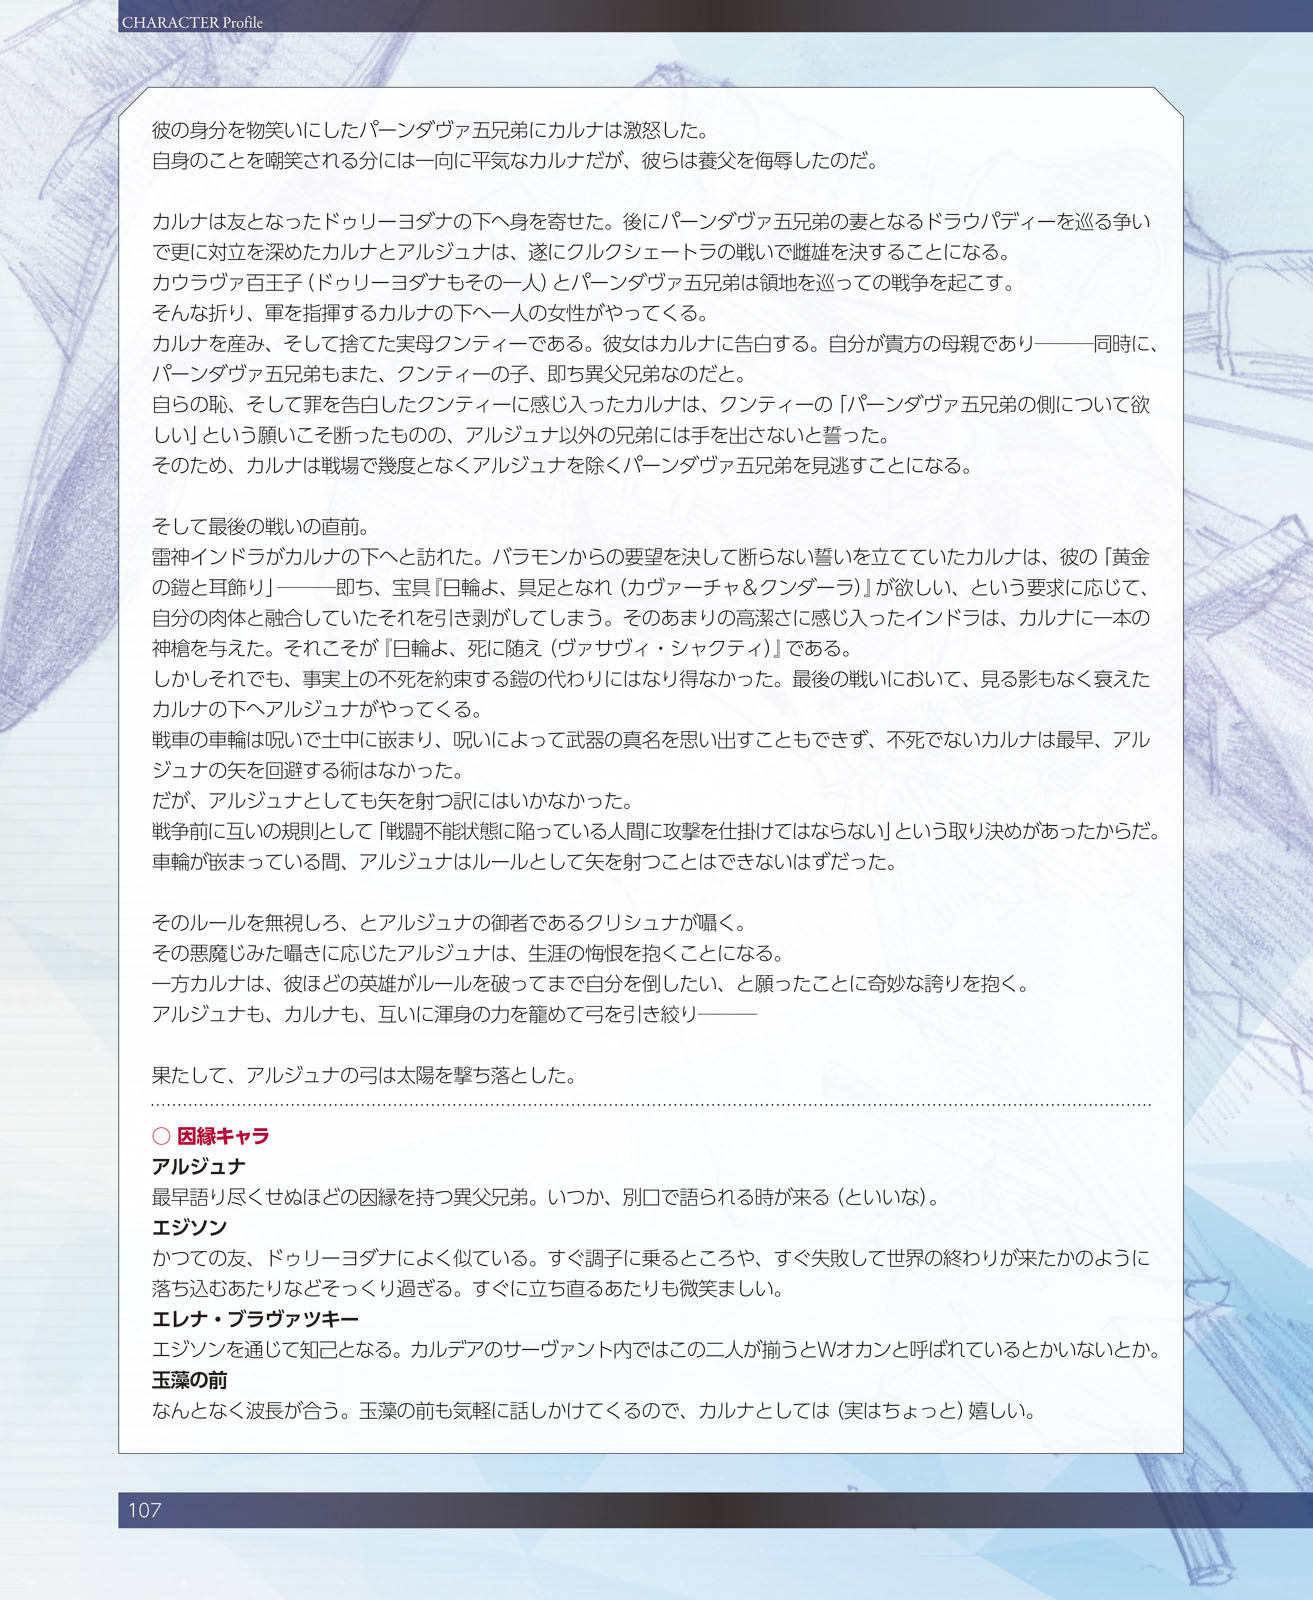 CHARACTER Profile
彼の身分を物笑いにしたパーンダヴァ五兄弟にカルナは激怒した。
自身のことを嘲笑される分には一向に平気なカルナだが、彼らは養父を侮辱したのだ。
カルナは友となったドゥリーヨダナの下へ身を寄せた。後にパーンダヴァ五兄弟の妻となるドラウパディーを巡る争い
で更に対立を深めたカルナとアルジュナは、遂にクルクシェートラの戦いで雌雄を決することになる。
カウラヴァ百王子（ドゥリーヨダナもその一人）とパーンダヴァ五兄弟は領地を巡っての戦争を起こす。
そんな折り、軍を指揮するカルナの下へ一人の女性がやってくる。
カルナを産み、そして捨てた実母クンティーである。彼女はカルナに告白する。自分が貴方の母親であり―――同時に、
パーンダヴァ五兄弟もまた、クンティーの子、即ち異父兄弟なのだと。
自らの恥、そして罪を告白したクンティーに感じ入ったカルナは、クンティーの「パーンダヴァ五兄弟の側について欲
しい」という願いこそ断ったものの、アルジュナ以外の兄弟には手を出さないと誓った。
そのため、カルナは戦場で幾度となくアルジュナを除くパーンダヴァ五兄弟を見逃すことになる。
そして最後の戦いの直前。
雷神インドラがカルナの下へと訪れた。バラモンからの要望を決して断らない誓いを立てていたカルナは、彼の「黄金
の鎧と耳飾り」―――即ち、宝具『日輪よ、具足となれ（カヴァーチャ＆クンダーラ）』が欲しい、という要求に応じて、
自分の肉体と融合していたそれを引き剥がしてしまう。そのあまりの高潔さに感じ入ったインドラは、カルナに一本の
神槍を与えた。それこそが『日輪よ、死に随え（ヴァサヴィ・シャクティ）』である。
しかしそれでも、事実上の不死を約束する鎧の代わりにはなり得なかった。最後の戦いにおいて、見る影もなく衰えた
カルナの下へアルジュナがやってくる。
戦車の車輪は呪いで土中に嵌まり、呪いによって武器の真名を思い出すこともできず、不死でないカルナは最早、アル
ジュナの矢を回避する術はなかった。
だが、アルジュナとしても矢を射つ訳にはいかなかった。
戦争前に互いの規則として「戦闘不能状態に陥っている人間に攻撃を仕掛けてはならない」という取り決めがあったからだ。
車輪が嵌まっている間、アルジュナはルールとして矢を射つことはできないはずだった。
そのルールを無視しろ、とアルジュナの御者であるクリシュナが囁く。
その悪魔じみた囁きに応じたアルジュナは、生涯の悔恨を抱くことになる。
一方カルナは、彼ほどの英雄がルールを破ってまで自分を倒したい、と願ったことに奇妙な誇りを抱く。
アルジュナも、カルナも、互いに渾身の力を籠めて弓を引き絞り―――
果たして、アルジュナの弓は太陽を撃ち落とした。
○ 因縁キャラ
アルジュナ
最早語り尽くせぬほどの因縁を持つ異父兄弟。いつか、別口で語られる時が来る（といいな）。
エジソン
かつての友、ドゥリーヨダナによく似ている。すぐ調子に乗るところや、すぐ失敗して世界の終わりが来たかのように
落ち込むあたりなどそっくり過ぎる。すぐに立ち直るあたりも微笑ましい。
エレナ・ブラヴァツキー
エジソンを通じて知己となる。カルデアのサーヴァント内ではこの二人が揃うとWオカンと呼ばれているとかいないとか。
玉藻の前
なんとなく波長が合う。玉藻の前も気軽に話しかけてくるので、カルナとしては（実はちょっと）嬉しい。
107